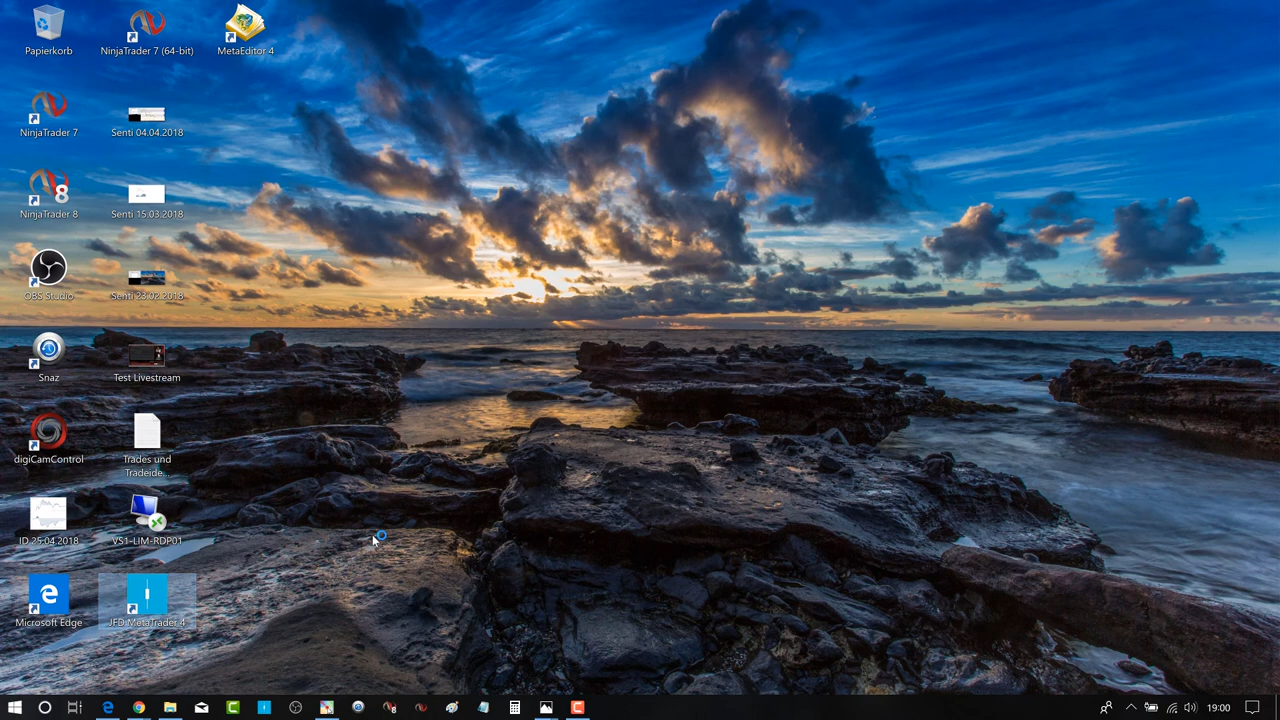 Papierkorb
NinjaTrader 7 (64-bit)
MetaEditor 4
NinjaTrader 7
Senti 04.04.2018
8
NinjaTrader 8
Senti 15.03.2018
OBS Studio
Senti 23.02.2018
Snaz
Test Livestream
digiCamControl
Trades und
Tradeide...
ID 25.04.2018
VS1-LIM-RDP01
Microsoft Edge
JFD MetaTrader 4
19:00